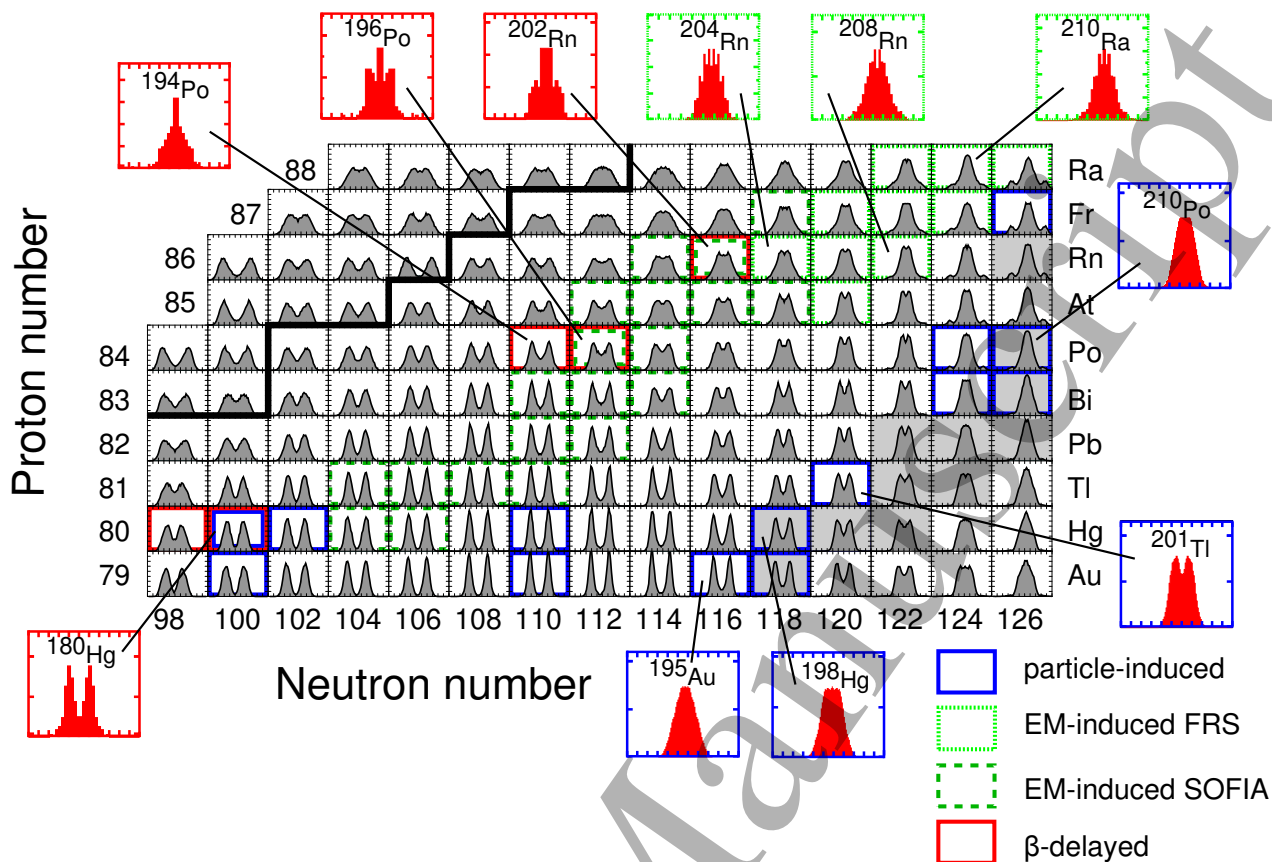 194Po
196Po
202Rn
204Rn
208Rn
210Ra
88 Ra
87 Fr
210Po
86 Rn
85 At
84 Po
83 Bi
82 Pb
81 Tl
80 Hg
79 Au
98 100 102 104 106 108 110 112 114 116 118 120 122 124 126
Proton number
Neutron number
180Hg
195Au
198Hg
201Tl
particle-induced
EM-induced FRS
EM-induced SOFIA
β-delayed
Manuscript